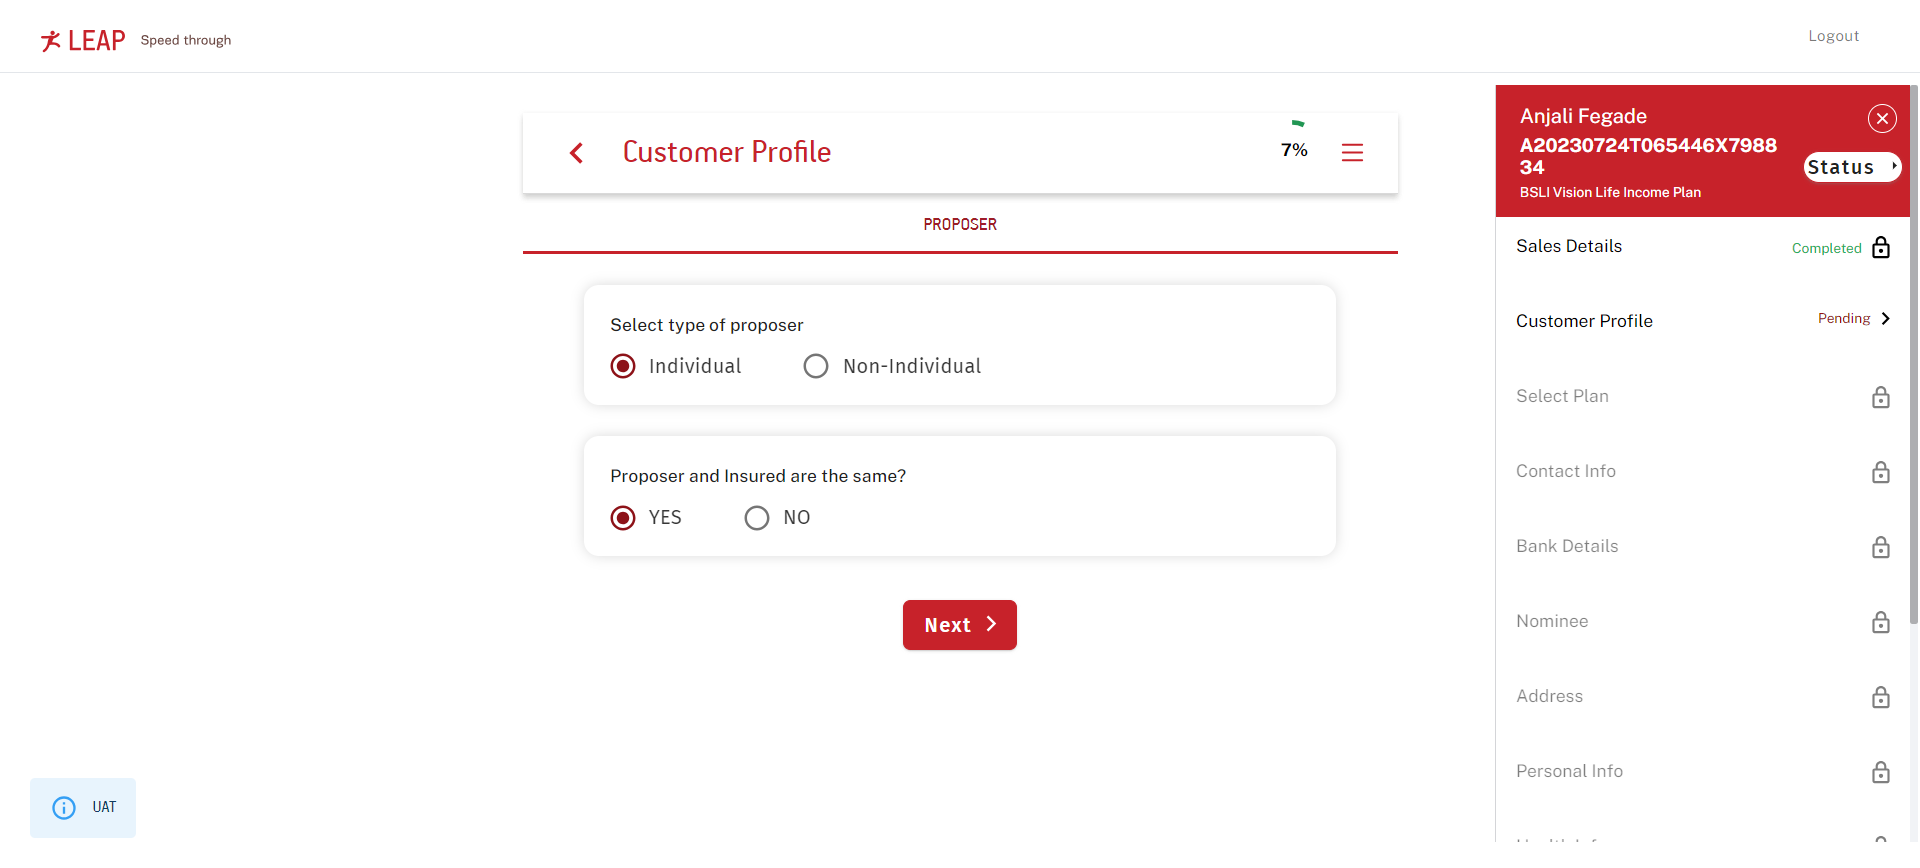 LEAP Speed through
Logout
Customer Profile
7%
PROPOSER
Select type of proposer
Individual Non-Individual
Proposer and Insured are the same?
YES NO
Next
UAT
Anjali Fegade
A20230724T065446X7988
34
Status
BSLI Vision Life Income Plan
Sales Details Completed
Customer Profile Pending
Select Plan
Contact Info
Bank Details
Nominee
Address
Personal Info